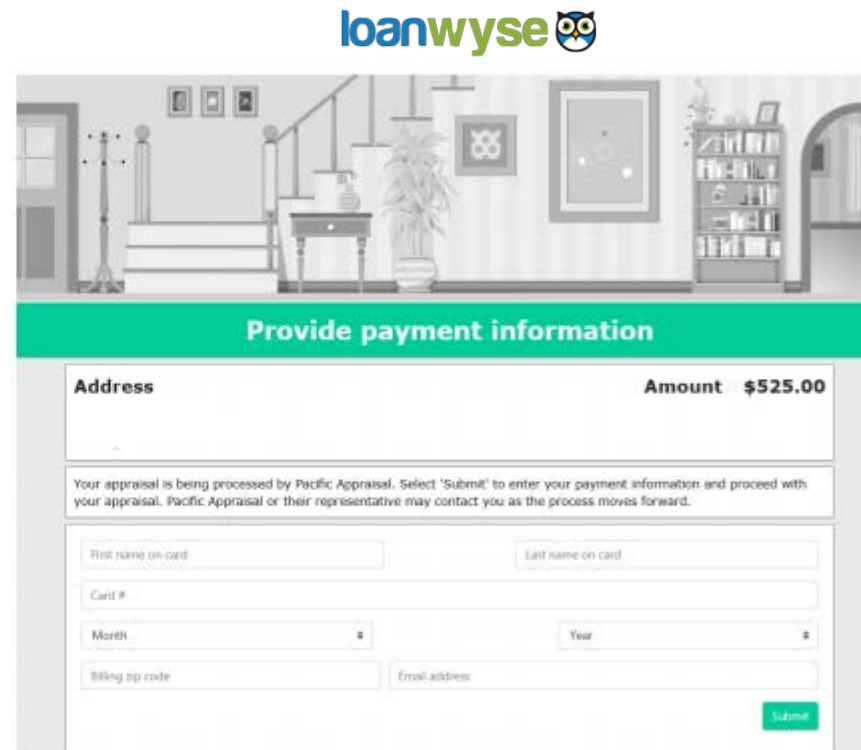 loanwyse
Provide payment information
Address Amount $525.00
Your appraisal is being processed by Pacific Appraisal. Select 'Submit' to enter your payment information and proceed with
your appraisal. Pacific Appraisal or their representative may contact you as the process moves forward.
First name on card Last name on card
Card #
Month Year
Billing zip code Email address
Submit